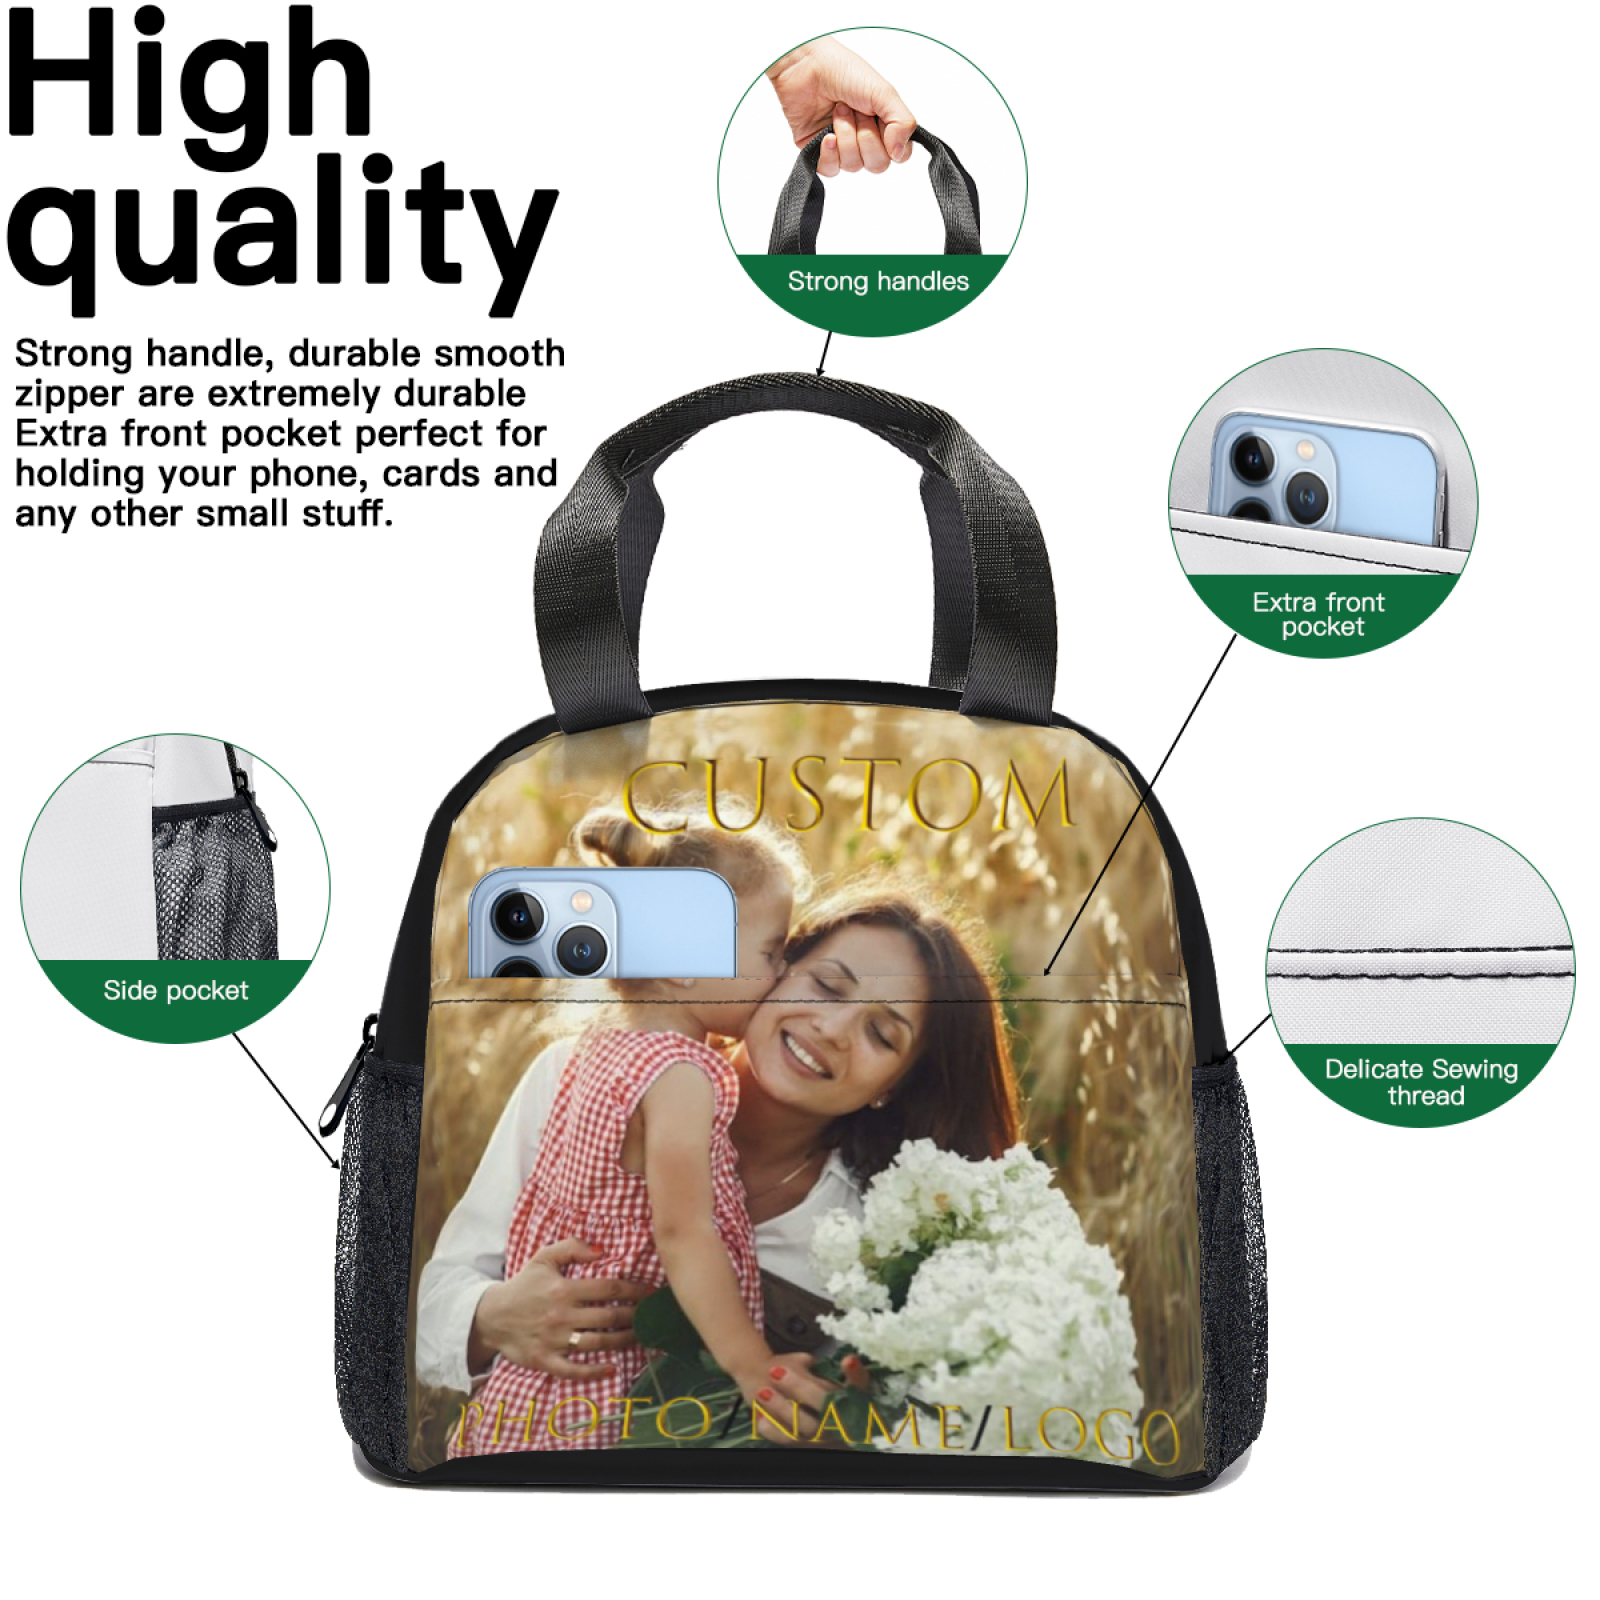 High
quality
Strong handle, durable smooth
zipper are extremely durable
Extra front pocket perfect for
holding your phone, cards and
any other small stuff.
Strong handles
Extra front
pocket
Side pocket
Delicate Sewing
thread
CUSTOM
PHOTO/NAME/LOGO